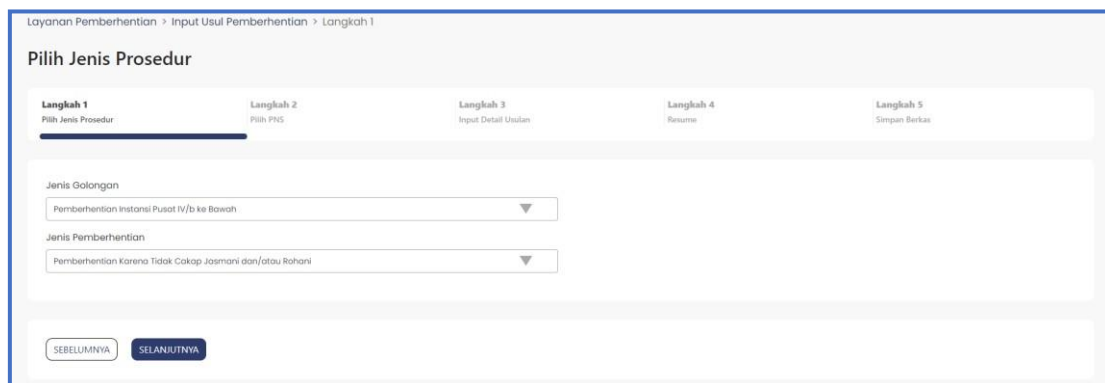 Layanan Pemberhentian > Input Usul Pemberhentian > Langkah 1
Pilih Jenis Prosedur
Langkah 1 Langkah 2 Langkah 3 Langkah 4 Langkah 5
Pilih Jenis Prosedur Pilih PNS Input Detail Usulan Resume Simpan Berkas
Jenis Golongan
Pemberhentian Instansi Pusat IV/b ke Bawah
Jenis Pemberhentian
Pemberhentian Karena Tidak Cakap Jasmani dan/atau Rohani
SEBELUMNYA SELANJUTNYA